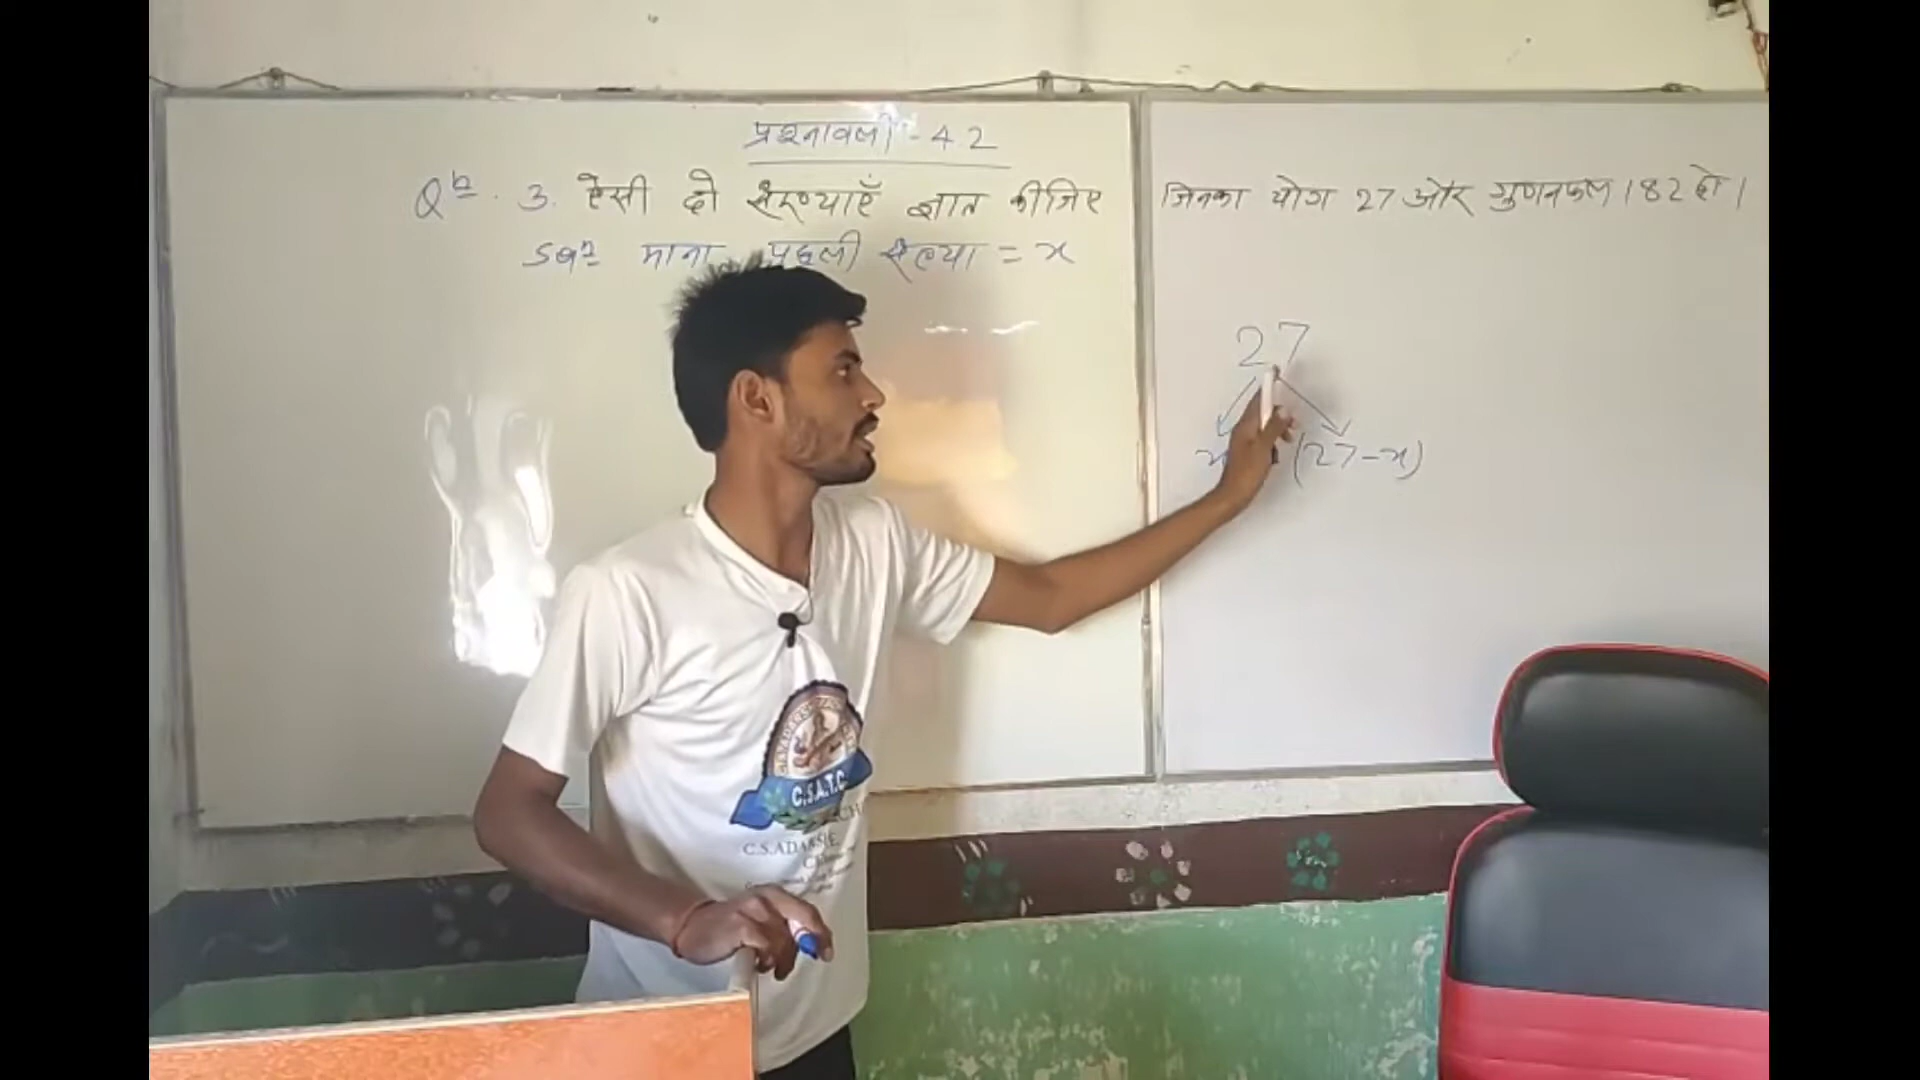 प्रश्नावली - 4.2
Qn. 3. ऐसी दो संख्याएँ ज्ञात कीजिए जिनका योग 27 और गुणनफल 182 हो।
Soln माना पहली संख्या = x
27
x (27-x)
C.S.A.T.C.
C.S.ADARSH